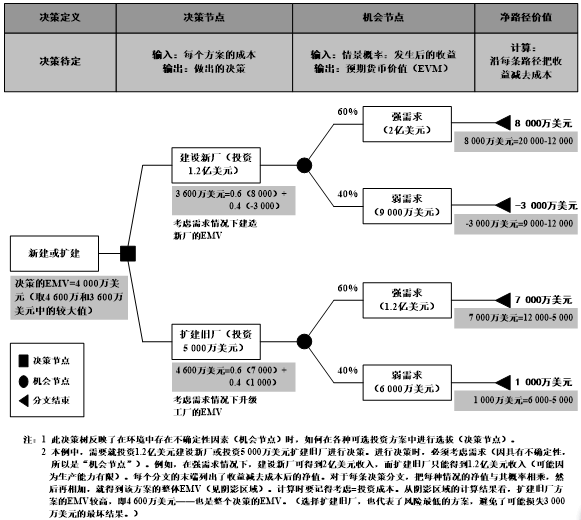 决策定义
决策节点
机会节点
净路径价值
决策待定
输入：每个方案的成本
输出：做出的决策
输入：情景概率：发生后的收益
输出：预期货币价值（EVM）
计算：
沿每条路径把收
益减去成本
60%
强需求
（2亿美元）
8 000万美元
8 000万美元=20 000-12 000
建设新厂（投资
1.2亿美元）
3 600万美元=0.6（8 000）+
0.4（-3 000）
考虑需求情况下建造
新厂的EMV
40%
弱需求
（9 000万美元）
-3 000万美元
-3 000万美元=9 000-12 000
新建或扩建
决策的EMV=4 000万美
元（取4 600万和3 600万
美元中的较大值）
60%
强需求
（1.2亿美元）
7 000万美元
7 000万美元=12 000-5 000
扩建旧厂（投资
5 000万美元）
4 600万美元=0.6（7 000）+
0.4（1 000）
考虑需求情况下升级
工厂的EMV
40%
弱需求
（6 000万美元）
1 000万美元
1 000万美元=6 000-5 000
决策节点
机会节点
分支结束
注：1 此决策树反映了在环境中存在不确定性因素（机会节点）时，如何在各种可选投资方案中进行选拔（决策节点）。
2 本例中，需要就投资1.2亿美元建设新厂或投资5 000万美元扩建旧厂进行决策。进行决策时，必须考虑需求（因具有不确定性，
所以是“机会节点”）。例如，在强需求情况下，建设新厂可得到2亿美元收入，而扩建旧厂只能得到1.2亿美元收入（可能因
为生产能力有限）。每个分支的末端列出了收益减成本后的净值。对于每条决策分支，把每种情况的净值与其概率相乘，然
后再相加，就得到该方案的整体EMV（见阴影区域）。计算时要记得考虑=投资成本。从阴影区域的计算结果看，扩建旧厂方
案的EMV较高，即4 600万美元——也是整个决策的EMV。（选择扩建旧厂，也代表了风险最低的方案，避免了可能损失3 000
万美元的最坏结果。）